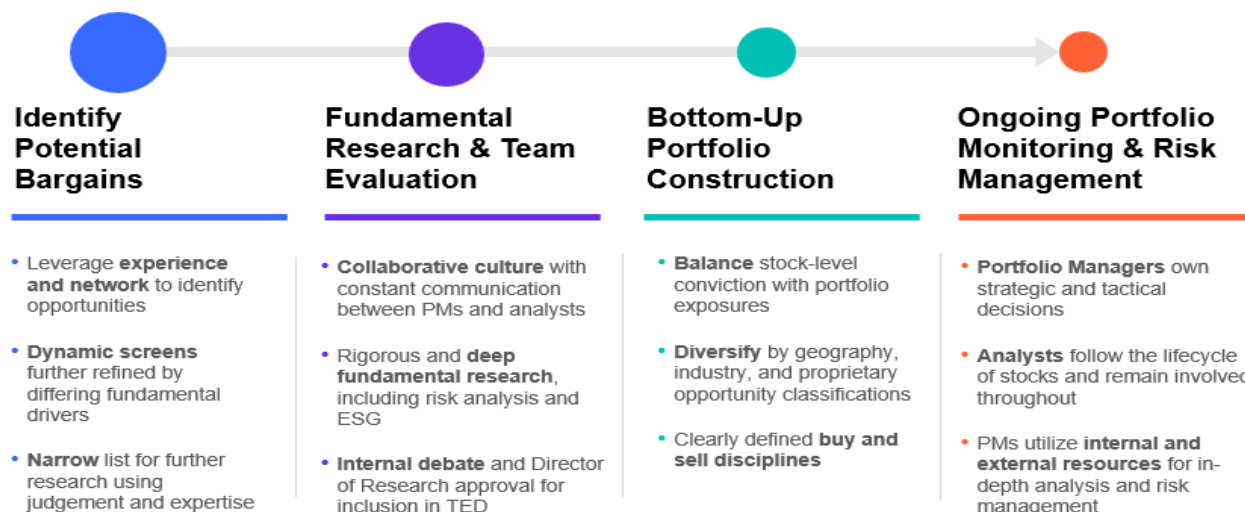 Identify
Potential
Bargains
• Leverage experience
and network to identify
opportunities
• Dynamic screens
further refined by
differing fundamental
drivers
• Narrow list for further
research using
judgement and expertise
Fundamental
Research & Team
Evaluation
• Collaborative culture with
constant communication
between PMs and analysts
• Rigorous and deep
fundamental research,
including risk analysis and
ESG
• Internal debate and Director
of Research approval for
inclusion in TED
Bottom-Up
Portfolio
Construction
• Balance stock-level
conviction with portfolio
exposures
• Diversify by geography,
industry, and proprietary
opportunity classifications
• Clearly defined buy and
sell disciplines
Ongoing Portfolio
Monitoring & Risk
Management
• Portfolio Managers own
strategic and tactical
decisions
• Analysts follow the lifecycle
of stocks and remain involved
throughout
• PMs utilize internal and
external resources for in-
depth analysis and risk
management